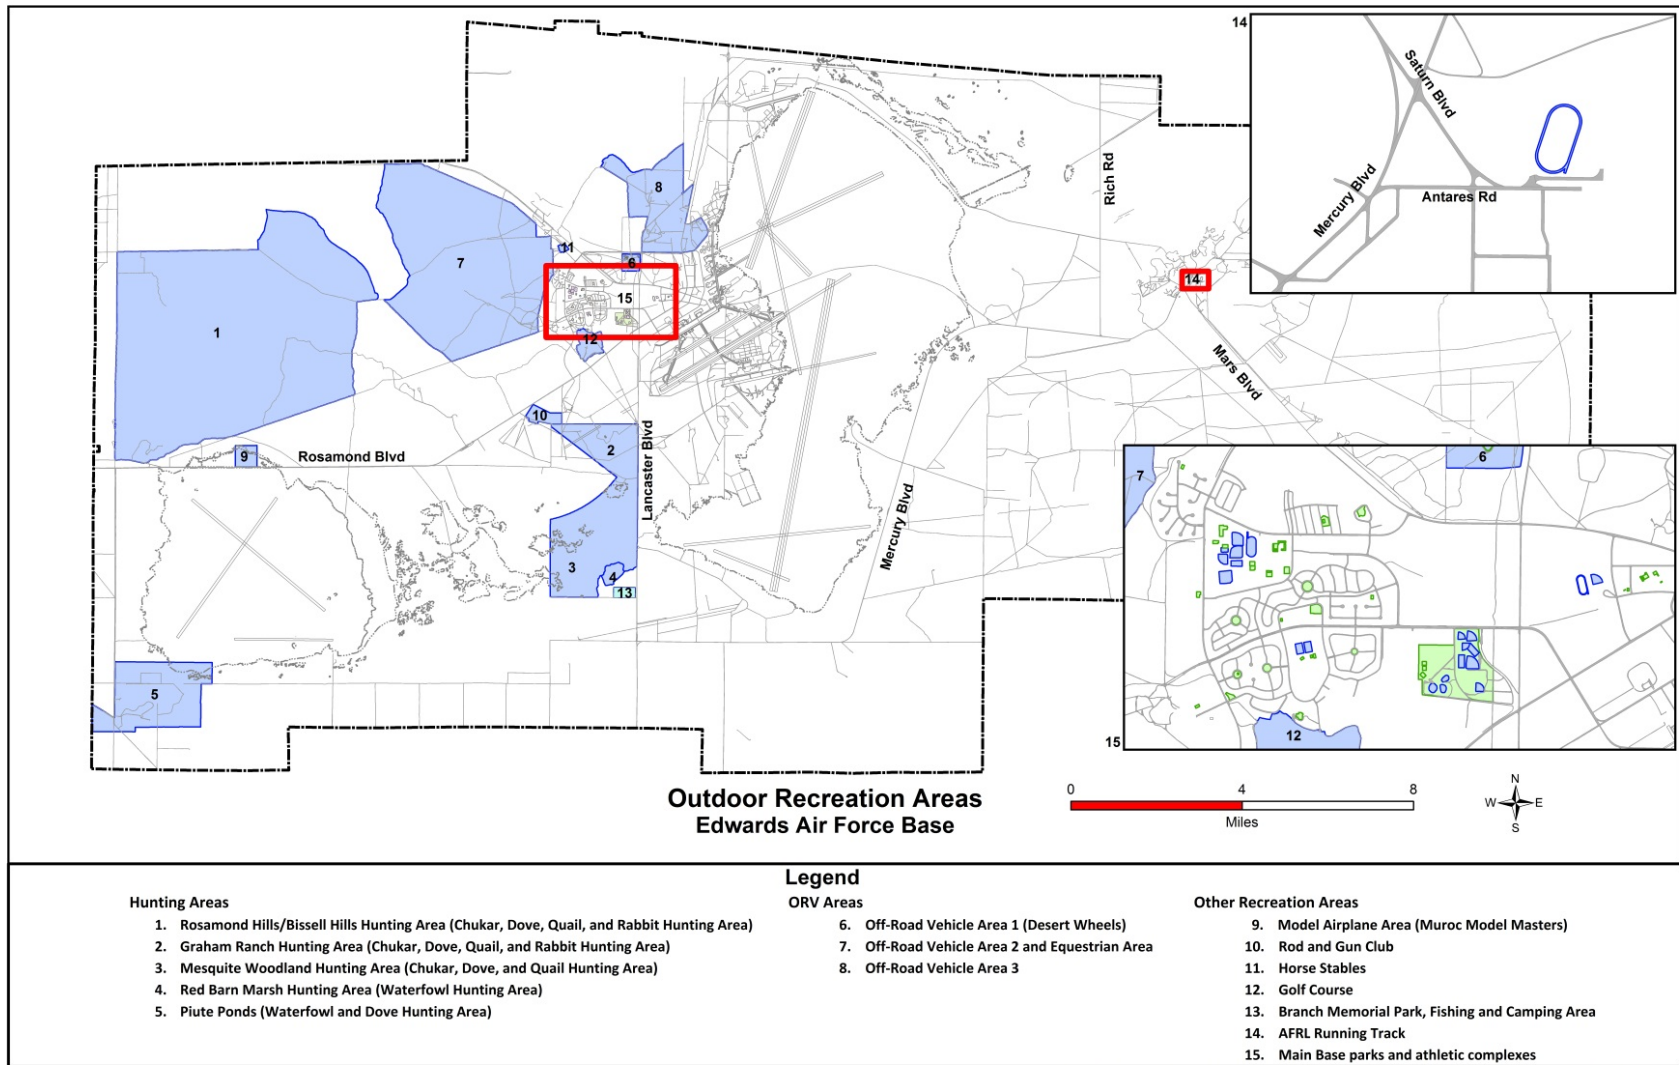 14
Saturn Blvd
Mercury Blvd
Antares Rd
Rich Rd
8
11
7
6
15
14
1
12
Mars Blvd
10
2
Lancaster Blvd
9
Rosamond Blvd
Mercury Blvd
3
4
13
5
7
6
12
15
Outdoor Recreation Areas
Edwards Air Force Base
0 4 8
Miles
N
W E
S
Legend
Hunting Areas
1. Rosamond Hills/Bissell Hills Hunting Area (Chukar, Dove, Quail, and Rabbit Hunting Area)
2. Graham Ranch Hunting Area (Chukar, Dove, Quail, and Rabbit Hunting Area)
3. Mesquite Woodland Hunting Area (Chukar, Dove, and Quail Hunting Area)
4. Red Barn Marsh Hunting Area (Waterfowl Hunting Area)
5. Piute Ponds (Waterfowl and Dove Hunting Area)
ORV Areas
6. Off-Road Vehicle Area 1 (Desert Wheels)
7. Off-Road Vehicle Area 2 and Equestrian Area
8. Off-Road Vehicle Area 3
Other Recreation Areas
9. Model Airplane Area (Muroc Model Masters)
10. Rod and Gun Club
11. Horse Stables
12. Golf Course
13. Branch Memorial Park, Fishing and Camping Area
14. AFRL Running Track
15. Main Base parks and athletic complexes